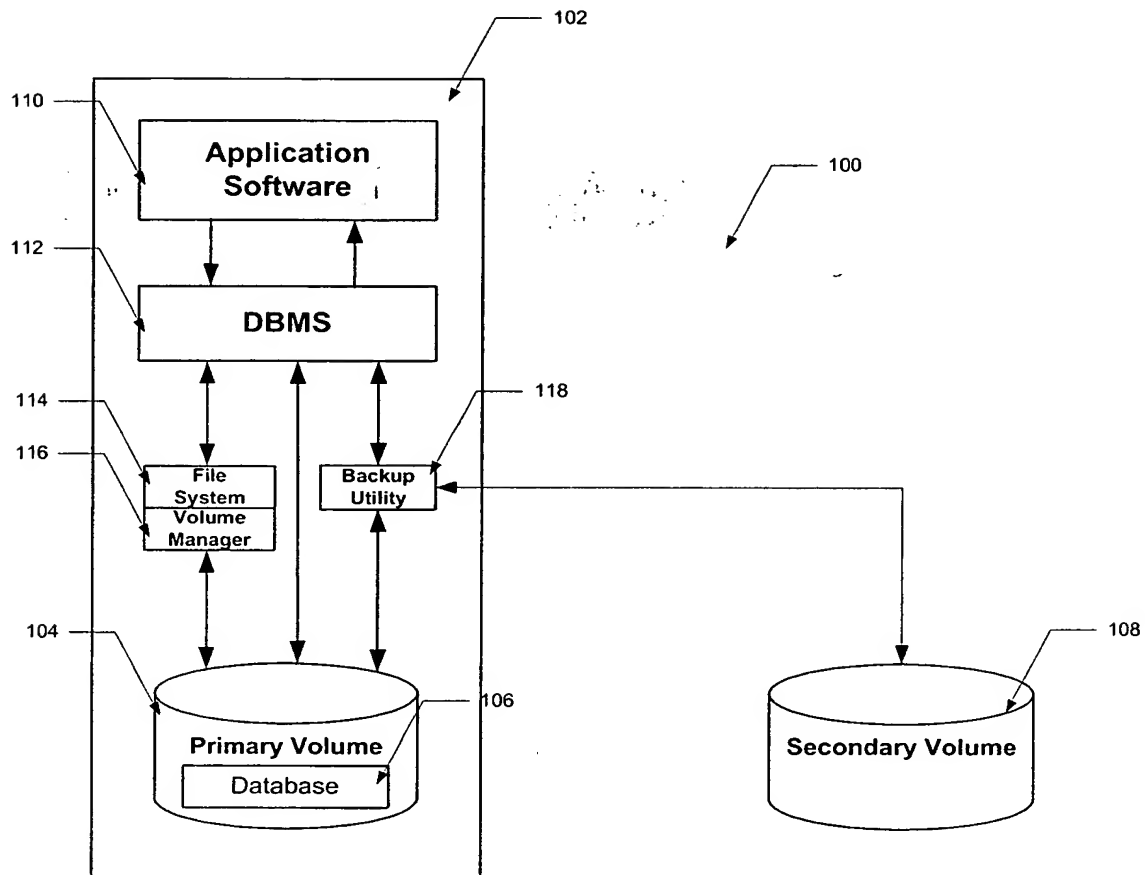 102
110
Application
Software
100
112
DBMS
114
118
116
File
System
Backup
Utility
Volume
Manager
104
108
106
Primary Volume
Secondary Volume
Database